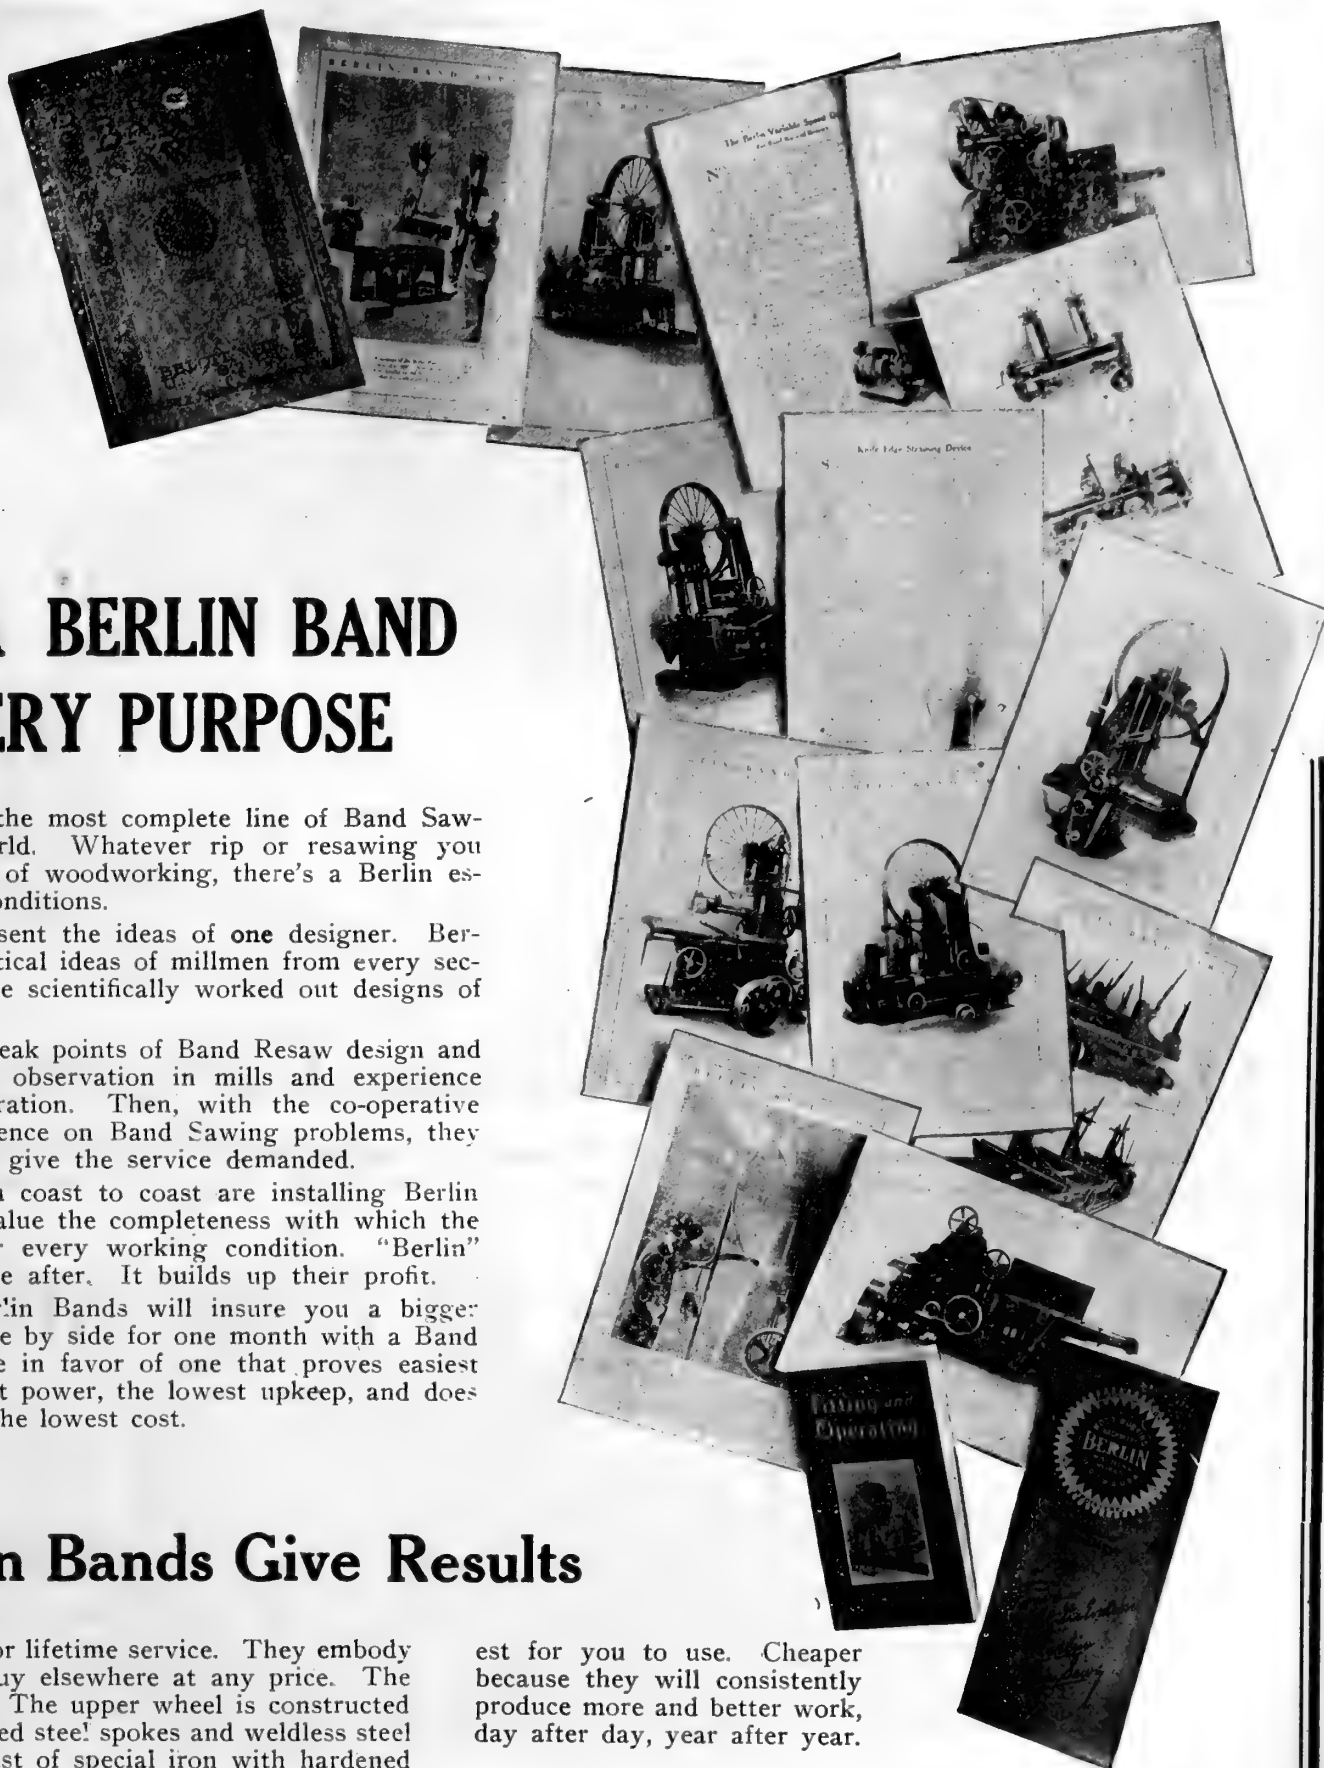 BERLIN BAND SAW
The Berlin Variable Speed
Knife Edge Straining Device
BERLIN BAND
ERY PURPOSE
the most complete line of Band Saw-
rld. Whatever rip or resawing you
of woodworking, there's a Berlin es-
onditions.
sent the ideas of one designer. Ber-
tical ideas of millmen from every sec-
e scientifically worked out designs of
eak points of Band Resaw design and
observation in mills and experience
ration. Then, with the co-operative
ence on Band Sawing problems, they
give the service demanded.
coast to coast are installing Berlin
alue the completeness with which the
every working condition. "Berlin"
e after. It builds up their profit.
lin Bands will insure you a bigger
e by side for one month with a Band
e in favor of one that proves easiest
t power, the lowest upkeep, and does
he lowest cost.
Fitting and
Operating
BERLIN
n Bands Give Results
or lifetime service. They embody
uy elsewhere at any price. The
The upper wheel is constructed
ed steel spokes and weldless steel
st of special iron with hardened
est for you to use. Cheaper
because they will consistently
produce more and better work,
day after day, year after year.